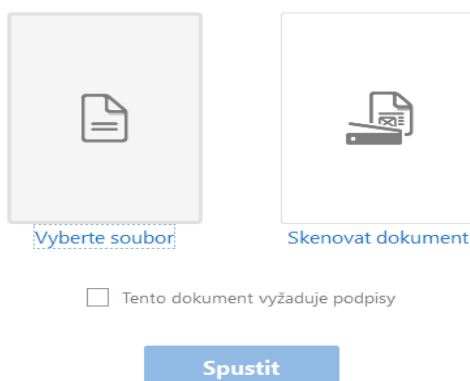 Vyberte soubor
Skenovat dokument
Tento dokument vyžaduje podpisy
Spustit